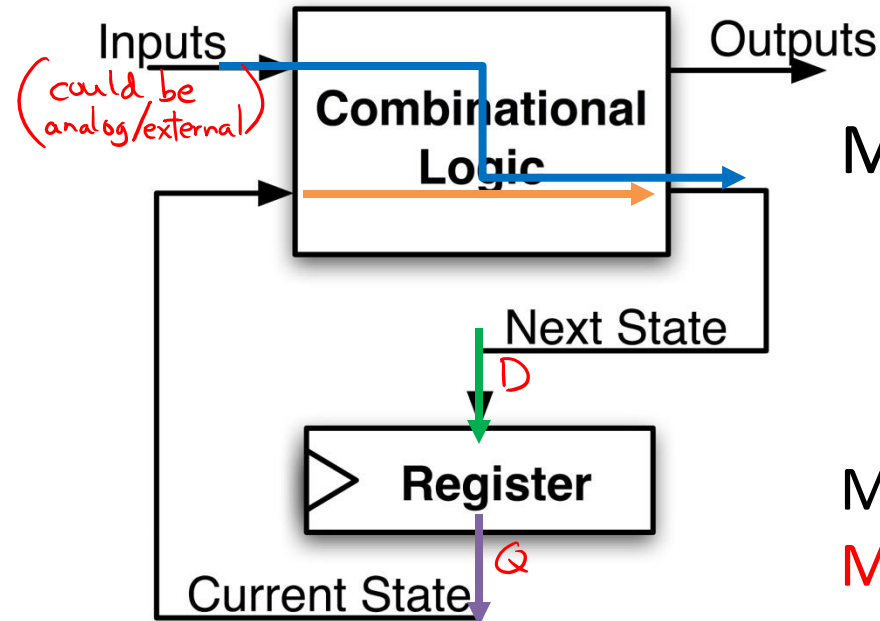 Inputs
(could be
analog/external)
Combinational
Logic
Outputs
M
Next State
D
Register
M
Q
M
Current State